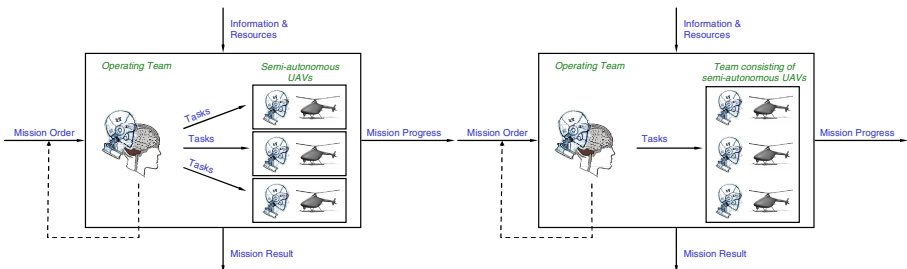 Information &
Resources
Operating Team
Semi-autonomous
UAVs
Tasks
Tasks
Tasks
Mission Order
Mission Progress
Mission Result
Information &
Resources
Operating Team
Team consisting of
semi-autonomous UAVs
Tasks
Mission Order
Mission Progress
Mission Result